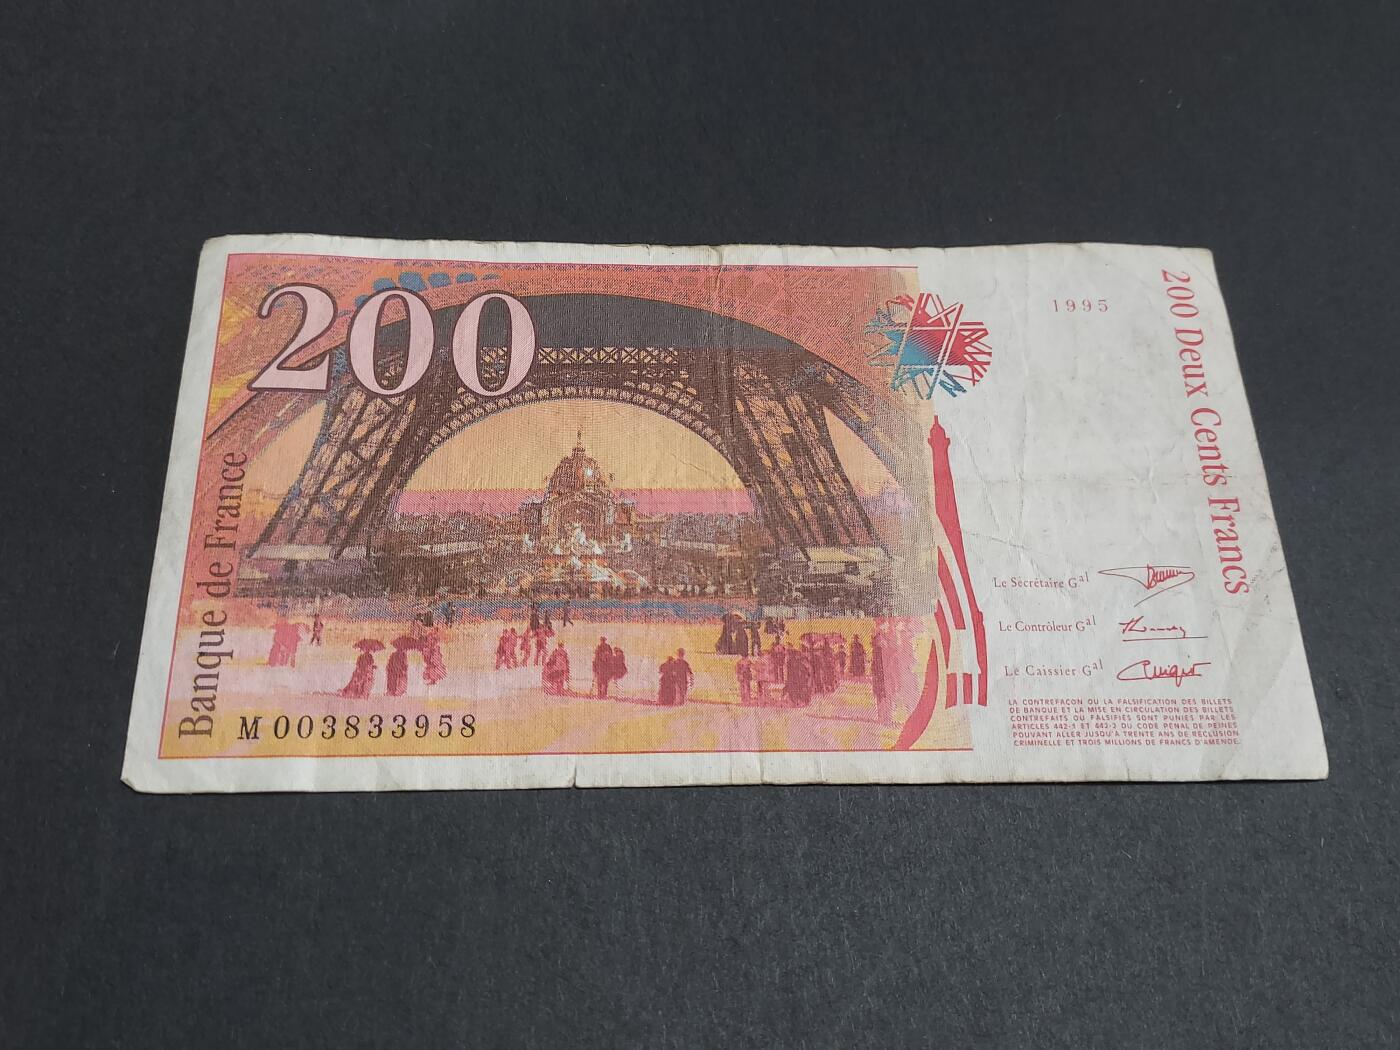 200
Banque de France
M 003833958
1995
200 Deux Cents Francs
Le Secrétaire Gal
Le Contrôleur Gal
Le Caissier Gal
LA CONTREFAÇON OU LA FALSIFICATION DES BILLETS
DE BANQUE ET LA MISE EN CIRCULATION DES BILLETS
CONTREFAITS OU FALSIFIÉS SONT PUNIES PAR LES
ARTICLES 442-1 ET 442-2 DU CODE PÉNAL DE PEINES
POUVANT ALLER JUSQU'À TRENTE ANS DE RÉCLUSION
CRIMINELLE ET TROIS MILLIONS DE FRANCS D'AMENDE.